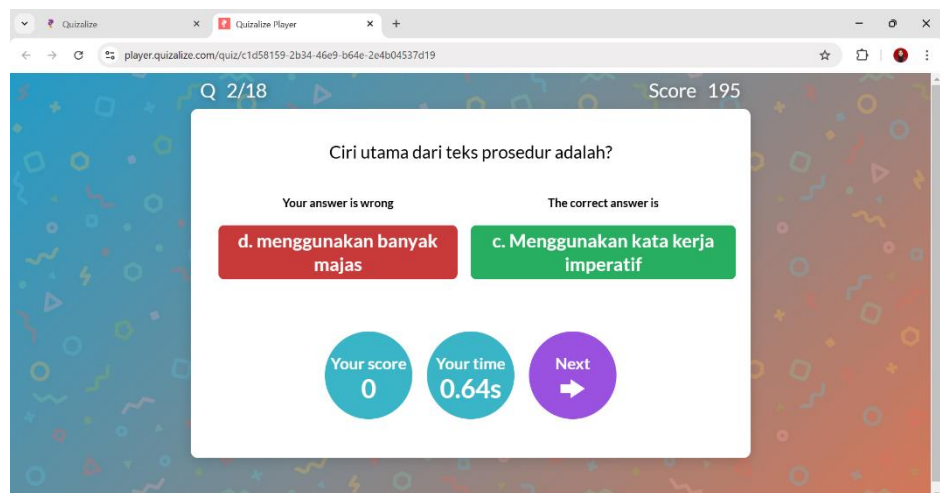 Quizalize
Quizalize Player
player.quizalize.com/quiz/c1d58159-2b34-46e9-b64e-2e4b04537d19
Q 2/18
Score 195
Ciri utama dari teks prosedur adalah?
Your answer is wrong
d. menggunakan banyak
majas
The correct answer is
c. Menggunakan kata kerja
imperatif
Your score
0
Your time
0.64s
Next